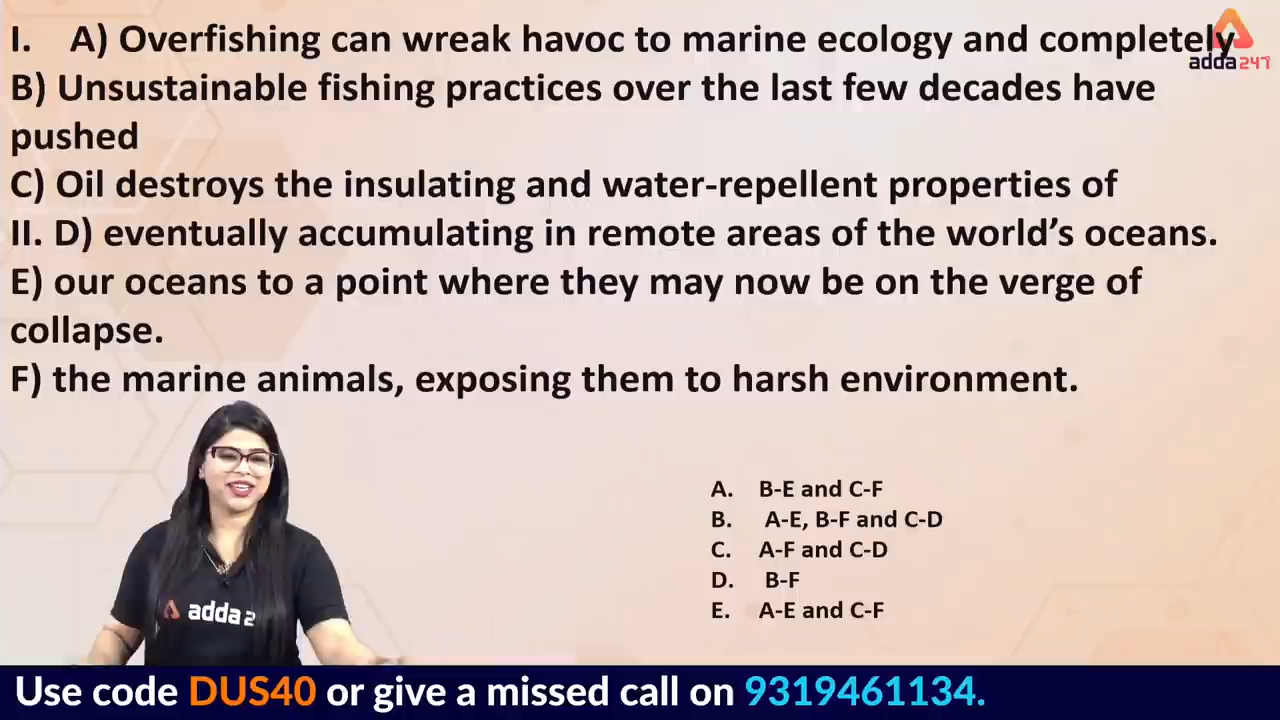 I. A) Overfishing can wreak havoc to marine ecology and completely
adda247
B) Unsustainable fishing practices over the last few decades have
pushed
C) Oil destroys the insulating and water-repellent properties of
II. D) eventually accumulating in remote areas of the world’s oceans.
E) our oceans to a point where they may now be on the verge of
collapse.
F) the marine animals, exposing them to harsh environment.
A. B-E and C-F
B. A-E, B-F and C-D
C. A-F and C-D
D. B-F
E. A-E and C-F
adda 2
Use code DUS40 or give a missed call on 9319461134.